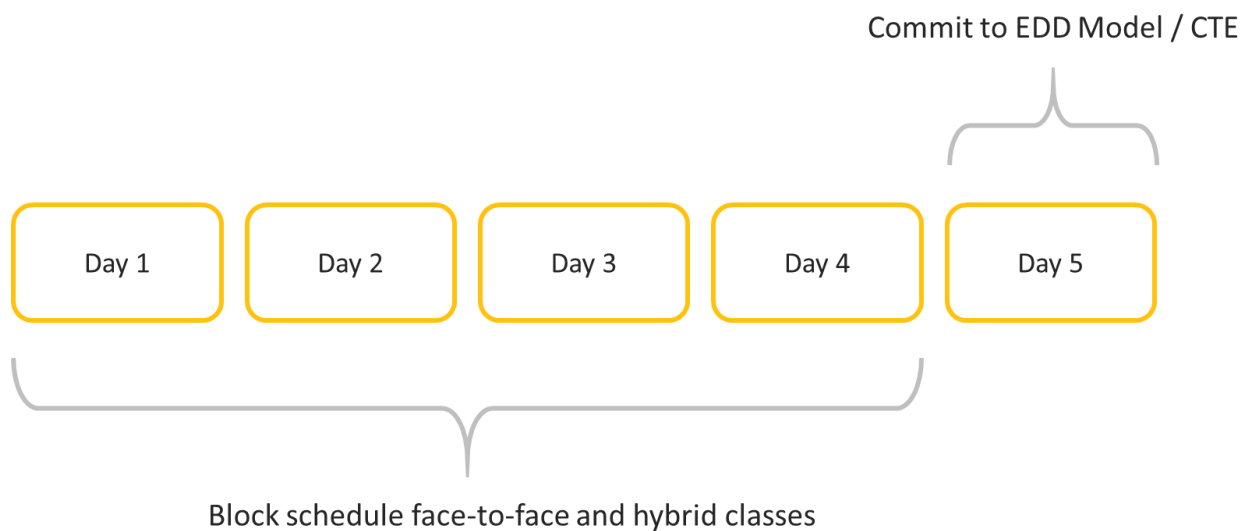 Commit to EDD Model / CTE
Day 1
Day 2
Day 3
Day 4
Day 5
Block schedule face-to-face and hybrid classes